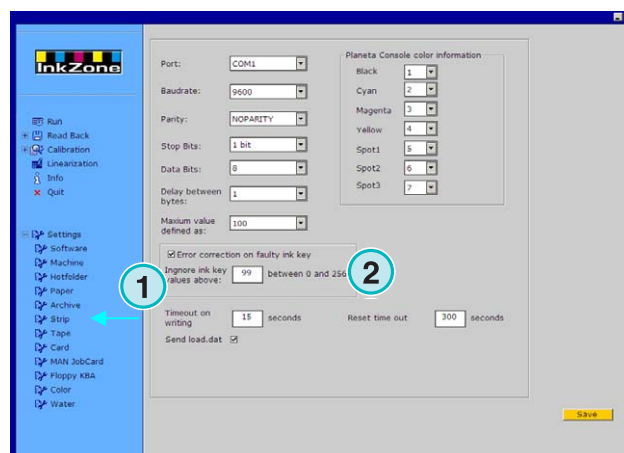 InkZone
Run
Read Back
Calibration
Linearization
Info
Quit
Settings
Software
Machine
Hotfolder
Paper
Archive
Strip
Tape
Card
MAN JobCard
Floppy KBA
Color
Water
1
Port: COM1
Baudrate: 9600
Parity: NOPARITY
Stop Bits: 1 bit
Data Bits: 8
Delay between
bytes: 1
Maxium value
defined as: 100
Planeta Console color information
Black 1
Cyan 2
Magenta 3
Yellow 4
Spot1 5
Spot2 6
Spot3 7
Error correction on faulty ink key
Ingnore ink key
values above: 99 between 0 and 256
2
Timeout on
writing 15 seconds
Reset time out 300 seconds
Send load.dat
Save